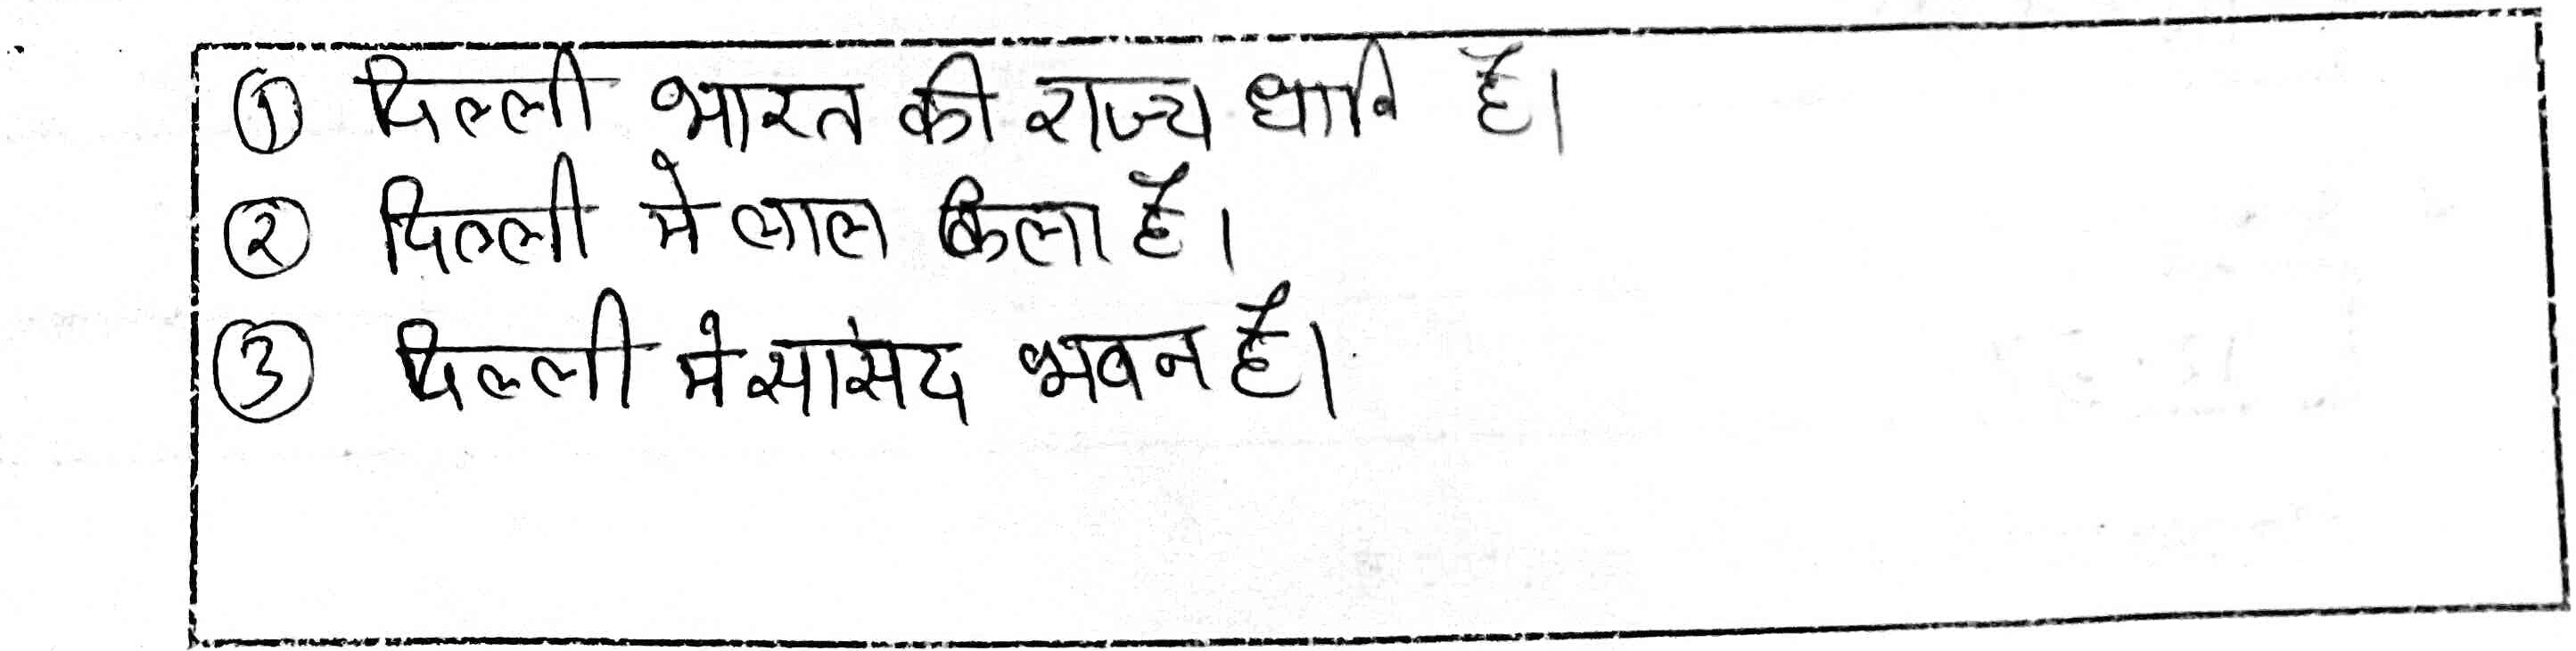 ① दिल्ली भारत की राज्य धानि है।
② दिल्ली मे लाल किला है।
③ दिल्ली मे सांसद भवन है।